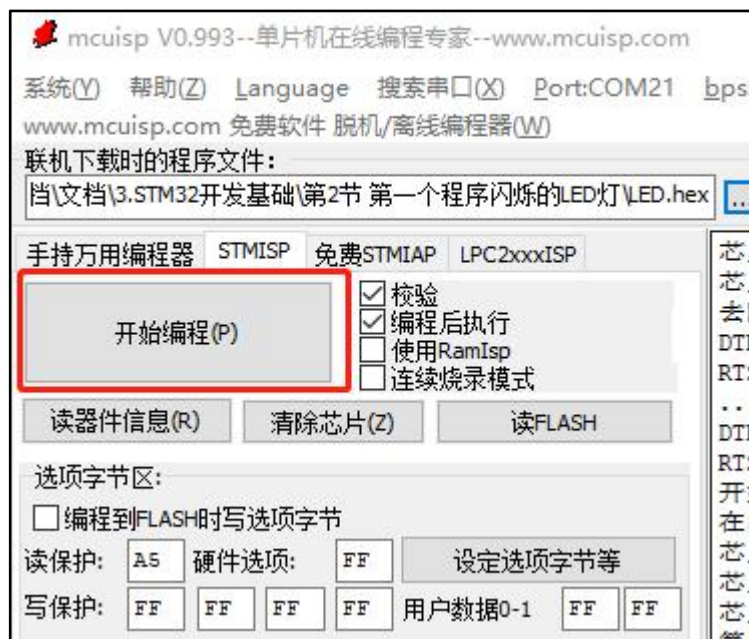 mcuisp V0.993--单片机在线编程专家--www.mcuisp.com
系统(Y) 帮助(Z) Language 搜索串口(X) Port:COM21 bps
www.mcuisp.com 免费软件 脱机/离线编程器(W)
联机下载时的程序文件:
档\文档\3.STM32开发基础\第2节 第一个程序闪烁的LED灯\LED.hex ...
手持万用编程器 STMISP 免费STMIAP LPC2xxxISP
开始编程(P)
校验
编程后执行
使用RamIsp
连续烧录模式
读器件信息(R) 清除芯片(Z) 读FLASH
选项字节区:
编程到FLASH时写选项字节
读保护: A5 硬件选项: FF 设定选项字节等
写保护: FF FF FF FF 用户数据0-1 FF FF
芯
芯
去
DT
RT
..
DT
RT
开
在
芯
芯
芯